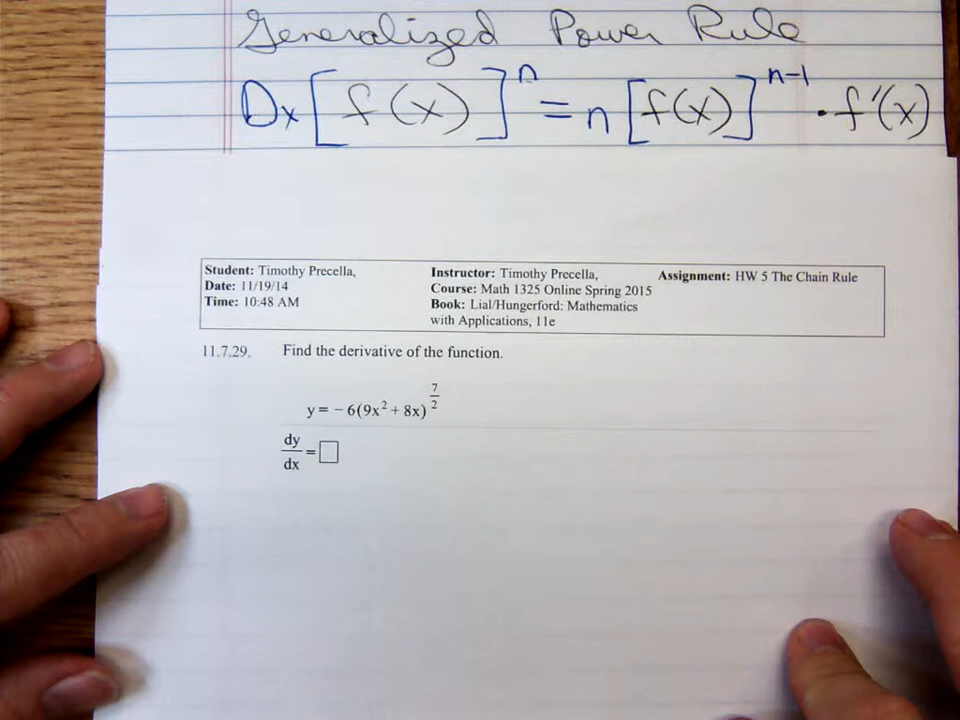 Generalized Power Rule
Dx[f(x)]^n = n[f(x)]^(n-1) · f'(x)
Student: Timothy Precella,
Date: 11/19/14
Time: 10:48 AM
Instructor: Timothy Precella,
Course: Math 1325 Online Spring 2015
Book: Lial/Hungerford: Mathematics
with Applications, 11e
Assignment: HW 5 The Chain Rule
11.7.29. Find the derivative of the function.
y = − 6(9x² + 8x)^(7/2)
dy/dx = □